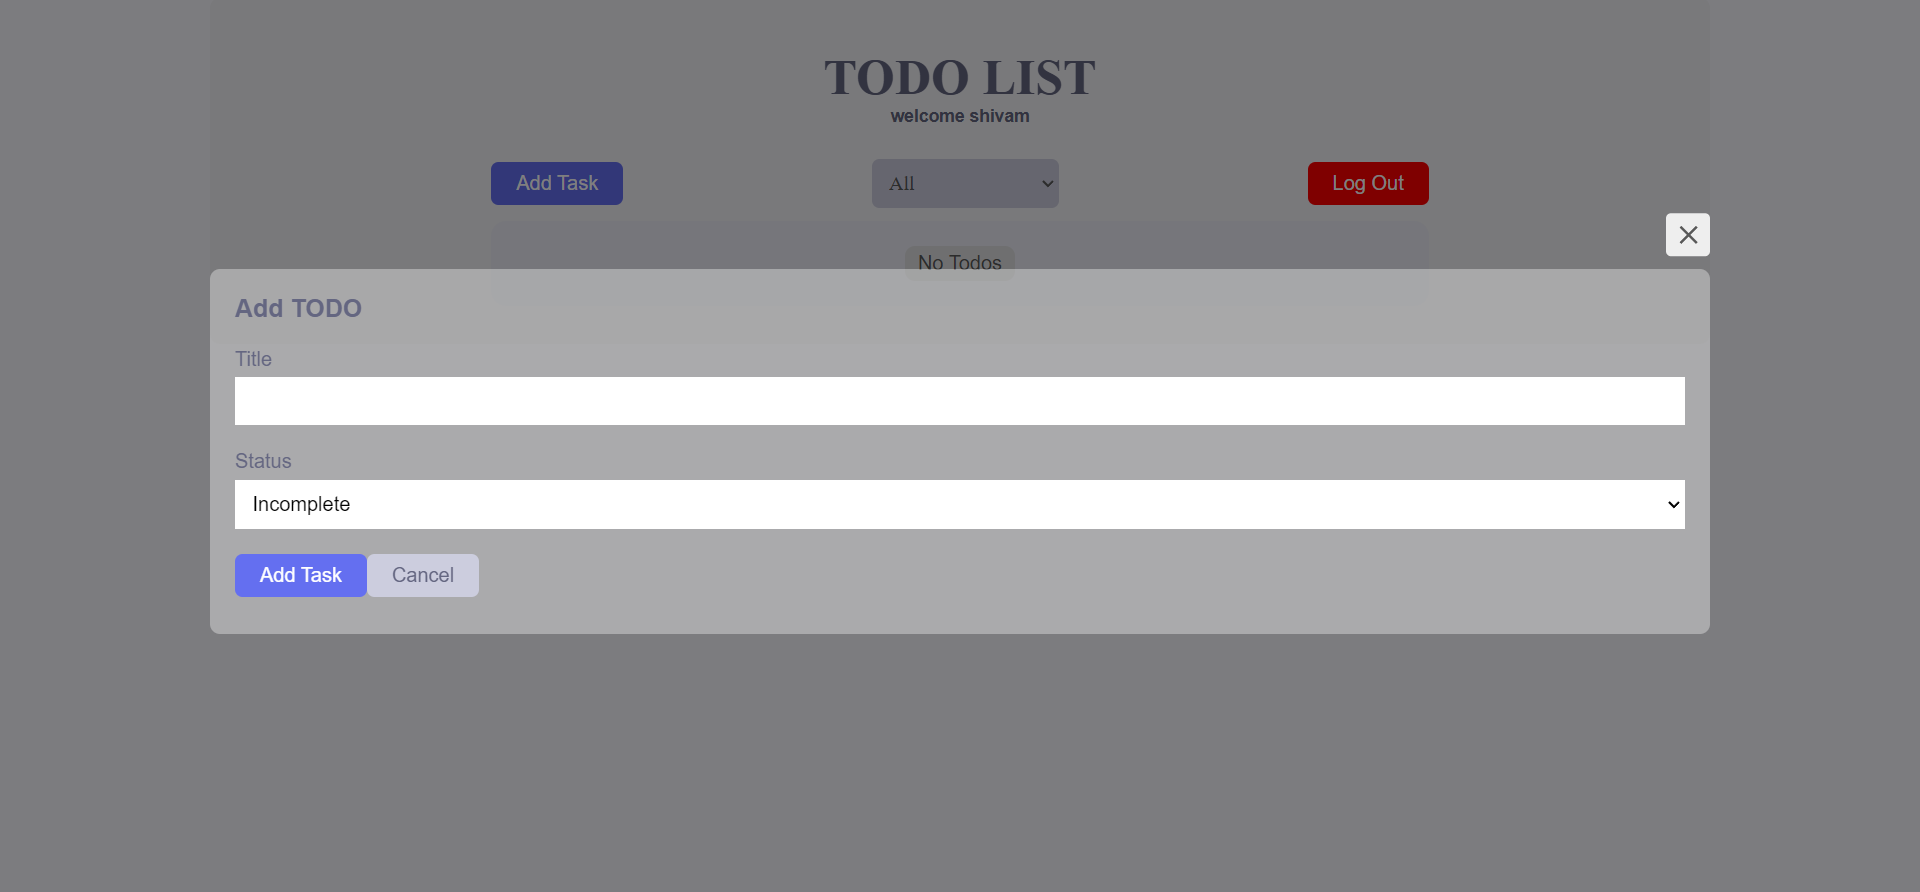 TODO LIST
welcome shivam
Add Task
All
Log Out
No Todos
Add TODO
Title
Status
Incomplete
Add Task
Cancel